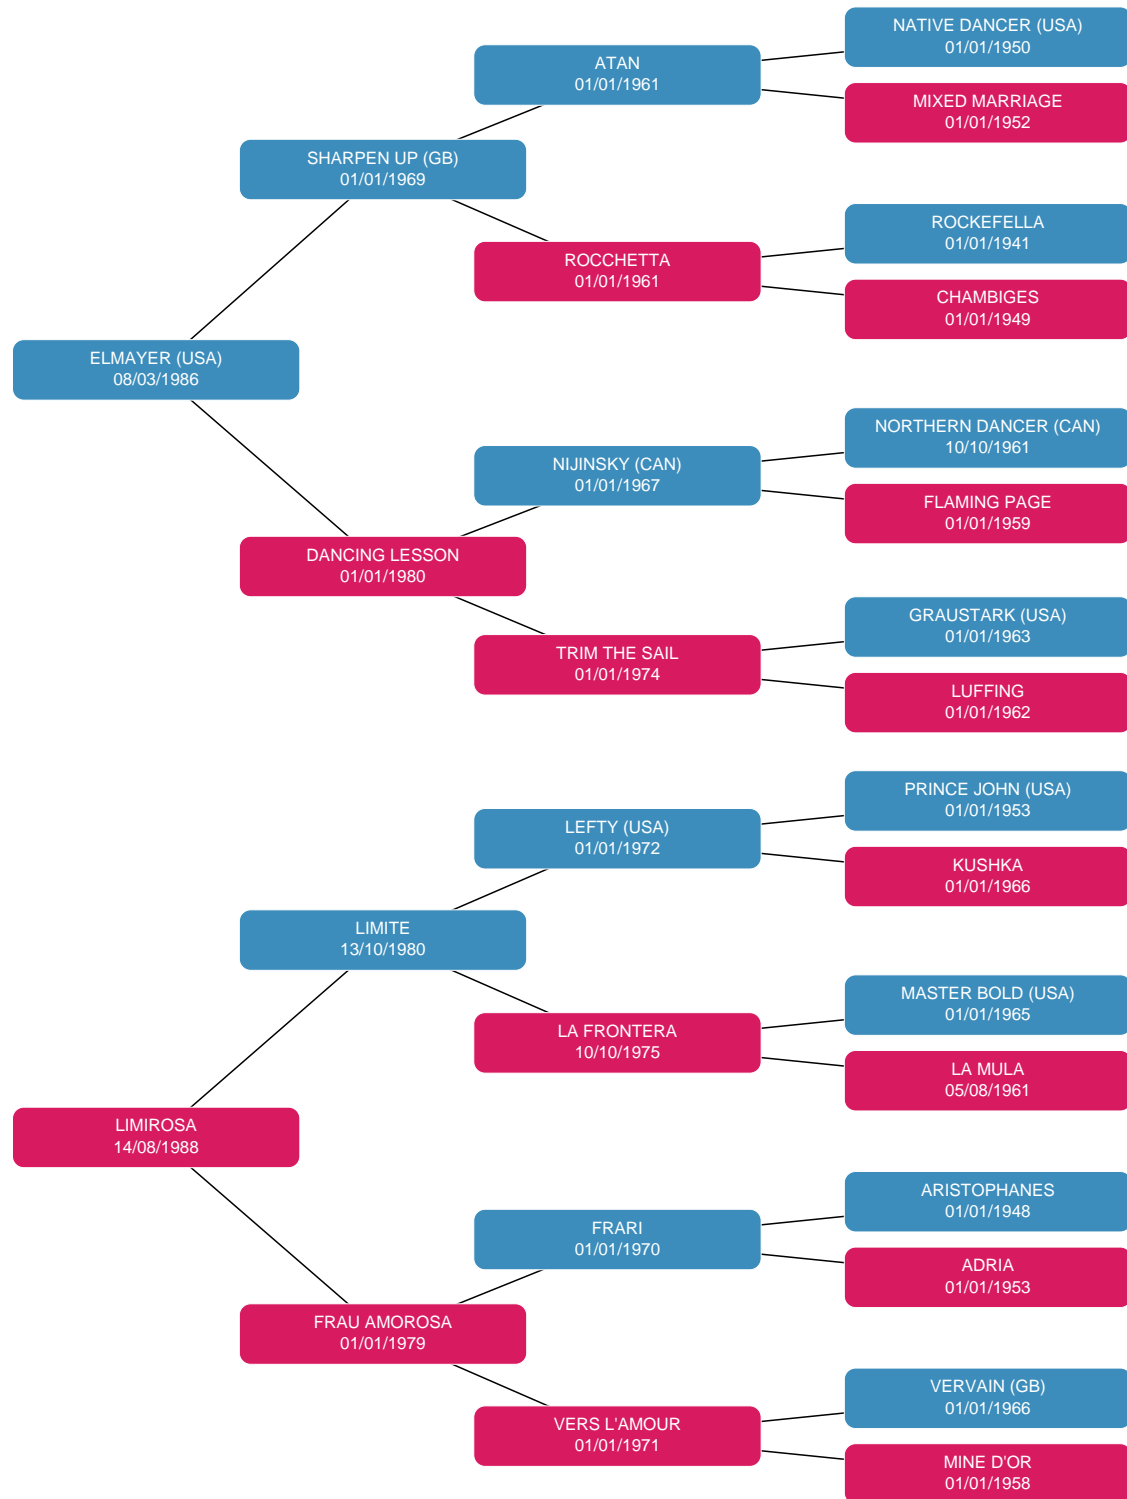 NATIVE DANCER (USA)
01/01/1950
ATAN
01/01/1961
MIXED MARRIAGE
01/01/1952
SHARPEN UP (GB)
01/01/1969
ROCKEFELLA
01/01/1941
ROCCHETTA
01/01/1961
CHAMBIGES
01/01/1949
ELMAYER (USA)
08/03/1986
NORTHERN DANCER (CAN)
10/10/1961
NIJINSKY (CAN)
01/01/1967
FLAMING PAGE
01/01/1959
DANCING LESSON
01/01/1980
GRAUSTARK (USA)
01/01/1963
TRIM THE SAIL
01/01/1974
LUFFING
01/01/1962
PRINCE JOHN (USA)
01/01/1953
LEFTY (USA)
01/01/1972
KUSHKA
01/01/1966
LIMITE
13/10/1980
MASTER BOLD (USA)
01/01/1965
LA FRONTERA
10/10/1975
LA MULA
05/08/1961
LIMIROSA
14/08/1988
ARISTOPHANES
01/01/1948
FRARI
01/01/1970
ADRIA
01/01/1953
FRAU AMOROSA
01/01/1979
VERVAIN (GB)
01/01/1966
VERS L'AMOUR
01/01/1971
MINE D'OR
01/01/1958